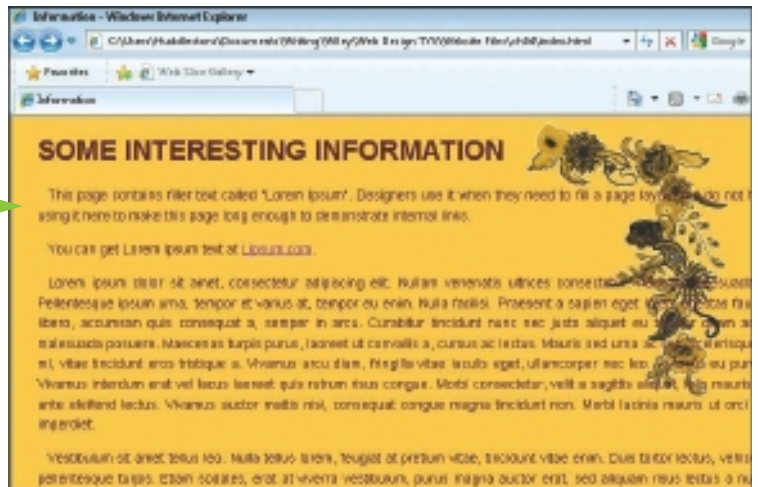 Information - Windows Internet Explorer
Google
Favorites Web Slice Gallery
Information
SOME INTERESTING INFORMATION
This page contains filler text called "Lorem Ipsum". Designers use it when they need to fill a page do not
using it here to make this page long enough to demonstrate internal links.
You can get Lorem Ipsum text at Lipsum.com.
Lorem ipsum dolor sit amet, consectetur adipiscing elit. Nullam venenatis ultrices
Pellentesque ipsum urna, tempor et varius at, tempor eu enim. Nulla facilisi. Praesent a sapien eget
libero, accumsan quis consequat a, semper in arcu. Curabitur tincidunt nunc nec justo aliquet eu
malesuada posuere. Maecenas turpis purus, laoreet ut convallis a, cursus ac lectus. Mauris sed urna
mi, vitae tincidunt eros tristique a. Vivamus arcu diam, fringilla vitae iaculis eget, ullamcorper nec leo.
Vivamus interdum erat vel lacus laoreet quis rutrum risus congue. Morbi consectetur, velit a sagittis mauris
ante eleifend lectus. Vivamus auctor mattis nisi, consequat congue magna tincidunt non. Morbi lacinia mauris ut orci
imperdiet.
Vestibulum sit amet tellus leo. Nulla tellus lorem, feugiat at pretium vitae, tincidunt vitae enim. Duis tortor lectus,
pellentesque turpis. Etiam sodales, erat at viverra vestibulum, purus magna auctor erat, sed aliquam risus lectus a